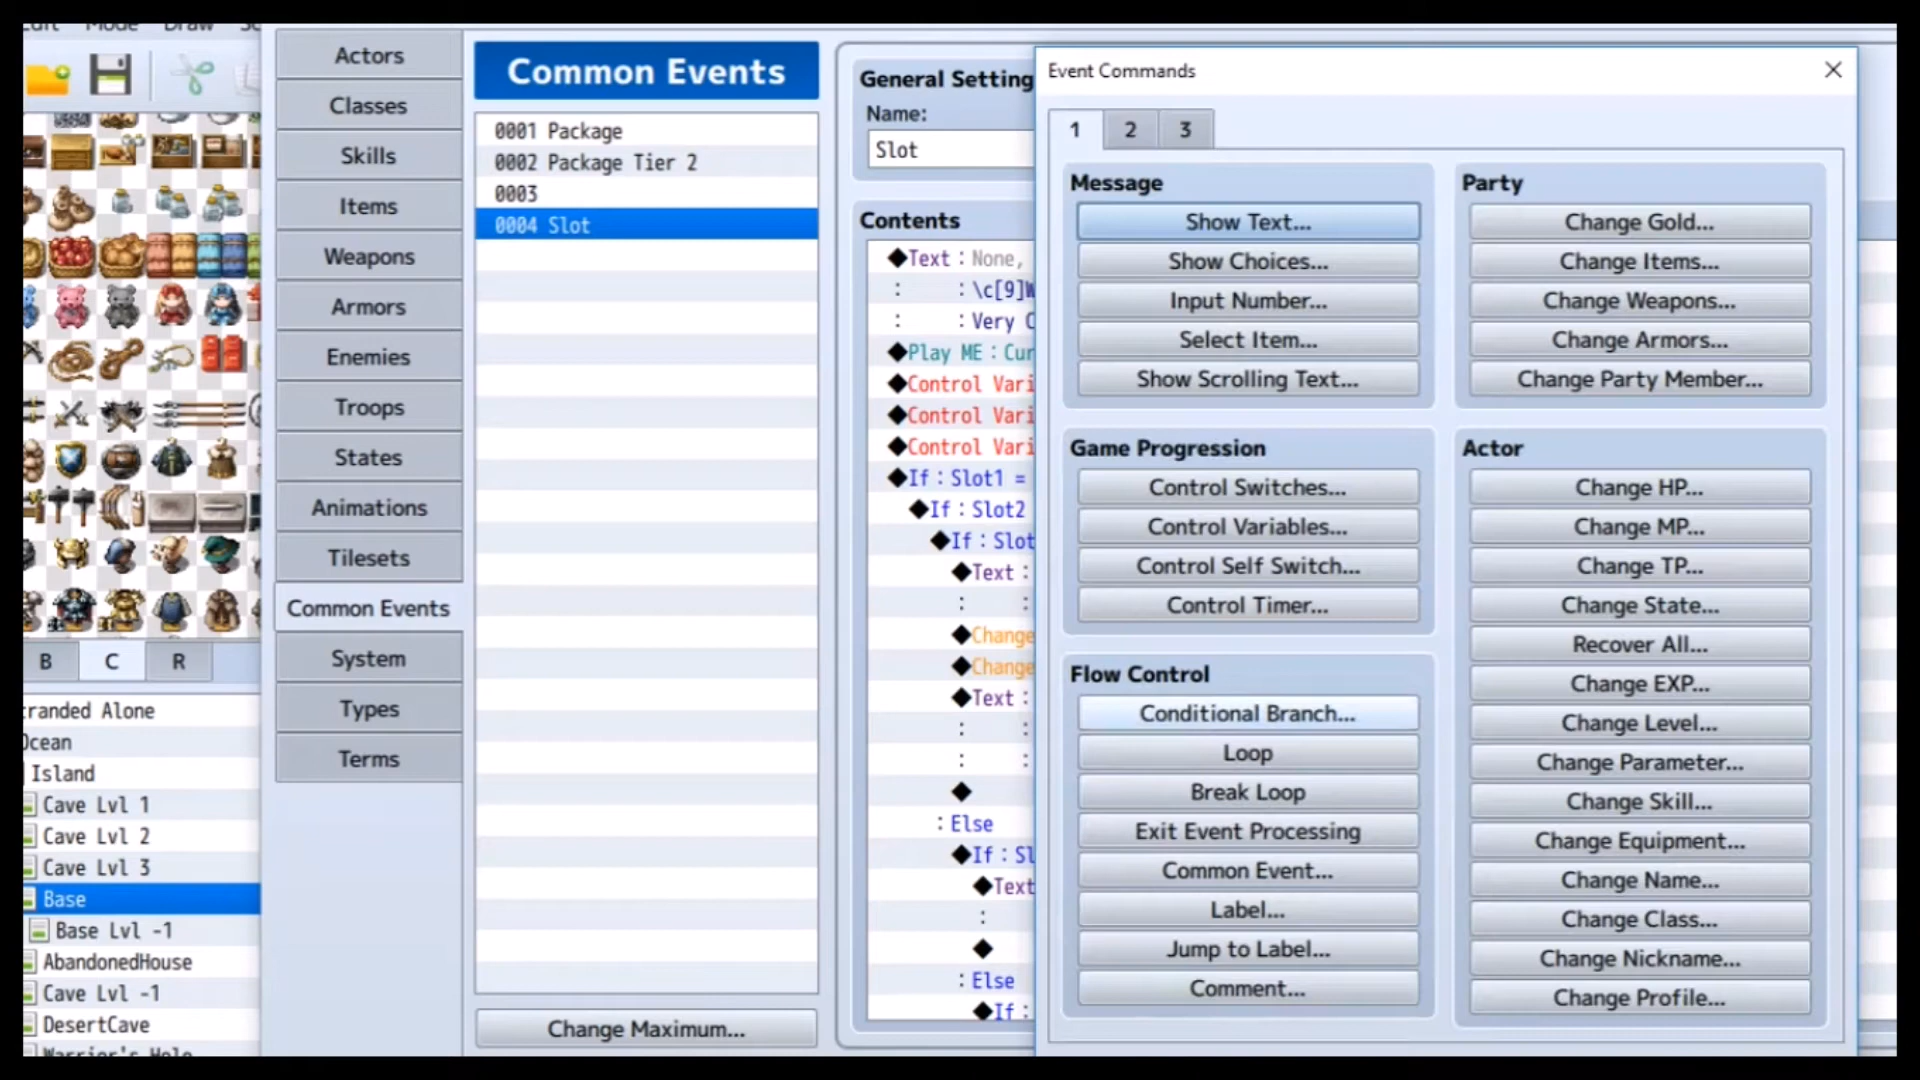 Edit Mode Draw
Actors
Classes
Skills
Items
Weapons
Armors
Enemies
Troops
States
Animations
Tilesets
Common Events
System
Types
Terms
B C R
randed Alone
Ocean
Island
Cave Lvl 1
Cave Lvl 2
Cave Lvl 3
Base
Base Lvl -1
AbandonedHouse
Cave Lvl -1
DesertCave
Common Events
0001 Package
0002 Package Tier 2
0003
0004 Slot
Change Maximum...
General Setting
Name:
Slot
Contents
◆Text : None,
: : \c[9]W
: : Very C
◆Play ME : Cur
◆Control Vari
◆Control Vari
◆Control Vari
◆If : Slot1 =
◆If : Slot2
◆If : Slot
◆Text :
: :
◆Change
◆Change
◆Text :
: :
: :
◆
: Else
◆If : Sl
◆Text
:
◆
: Else
◆If :
Event Commands
1 2 3
Message
Show Text...
Show Choices...
Input Number...
Select Item...
Show Scrolling Text...
Game Progression
Control Switches...
Control Variables...
Control Self Switch...
Control Timer...
Flow Control
Conditional Branch...
Loop
Break Loop
Exit Event Processing
Common Event...
Label...
Jump to Label...
Comment...
Party
Change Gold...
Change Items...
Change Weapons...
Change Armors...
Change Party Member...
Actor
Change HP...
Change MP...
Change TP...
Change State...
Recover All...
Change EXP...
Change Level...
Change Parameter...
Change Skill...
Change Equipment...
Change Name...
Change Class...
Change Nickname...
Change Profile...